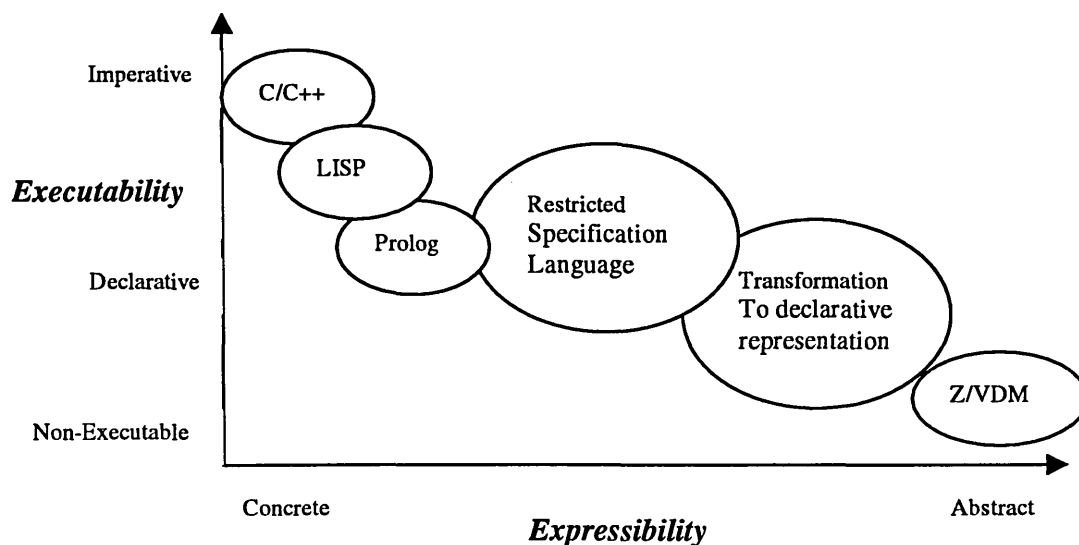 Imperative
C/C++
LISP
Executability
Restricted
Specification
Language
Prolog
Declarative
Transformation
To declarative
representation
Z/VDM
Non-Executable
Concrete
Abstract
Expressibility